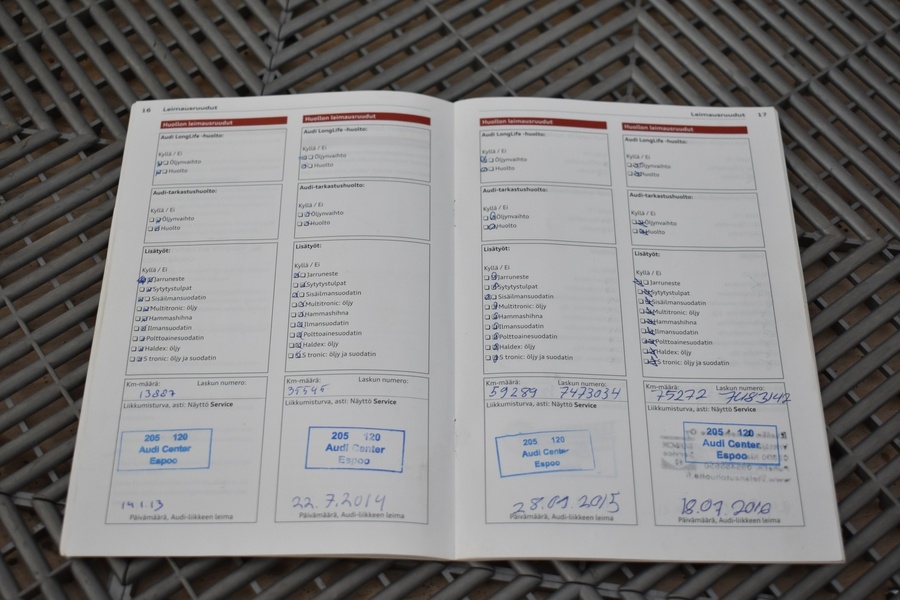 16 Leimausruudut
Huollon leimausruudut
Audi LongLife -huolto:
Kyllä / Ei
Öljynvaihto
Huolto
Audi-tarkastushuolto:
Kyllä / Ei
Öljynvaihto
Huolto
Lisätyöt:
Kyllä / Ei
Jarruneste
Sytytystulpat
Sisäilmansuodatin
Multitronic: öljy
Hammashihna
Ilmansuodatin
Polttoainesuodatin
Haldex: öljy
S tronic: öljy ja suodatin
Km-määrä: Laskun numero:
13887
Liikkumisturva, asti: Näyttö Service
205 120
Audi Center
Espoo
14.1.13
Huollon leimausruudut
Audi LongLife -huolto:
Kyllä / Ei
Öljynvaihto
Huolto
Audi-tarkastushuolto:
Kyllä / Ei
Öljynvaihto
Huolto
Lisätyöt:
Kyllä / Ei
Jarruneste
Sytytystulpat
Sisäilmansuodatin
Multitronic: öljy
Hammashihna
Ilmansuodatin
Polttoainesuodatin
Haldex: öljy
S tronic: öljy ja suodatin
Km-määrä: Laskun numero:
35545
Liikkumisturva, asti: Näyttö Service
205 120
Audi Center
Espoo
22.7.2014
Päivämäärä, Audi-liikkeen leima
Päivämäärä, Audi-liikkeen leima
Leimausruudut 17
Huollon leimausruudut
Audi LongLife -huolto:
Kyllä / Ei
Öljynvaihto
Huolto
Audi-tarkastushuolto:
Kyllä / Ei
Öljynvaihto
Huolto
Lisätyöt:
Kyllä / Ei
Jarruneste
Sytytystulpat
Sisäilmansuodatin
Multitronic: öljy
Hammashihna
Ilmansuodatin
Polttoainesuodatin
Haldex: öljy
S tronic: öljy ja suodatin
Km-määrä: Laskun numero:
59289 7473034
Liikkumisturva, asti: Näyttö Service
205 120
Audi Center
Espoo
2015
Päivämäärä, Audi-liikkeen leima
Huollon leimausruudut
Audi LongLife -huolto:
Kyllä / Ei
Öljynvaihto
Huolto
Audi-tarkastushuolto:
Kyllä / Ei
Öljynvaihto
Huolto
Lisätyöt:
Kyllä / Ei
Jarruneste
Sytytystulpat
Sisäilmansuodatin
Multitronic: öljy
Hammashihna
Ilmansuodatin
Polttoainesuodatin
Haldex: öljy
S tronic: öljy ja suodatin
Km-määrä: Laskun numero:
75272
Liikkumisturva, asti: Näyttö Service
205 120
Audi Center
Espoo
18.07.2016
Päivämäärä, Audi-liikkeen leima